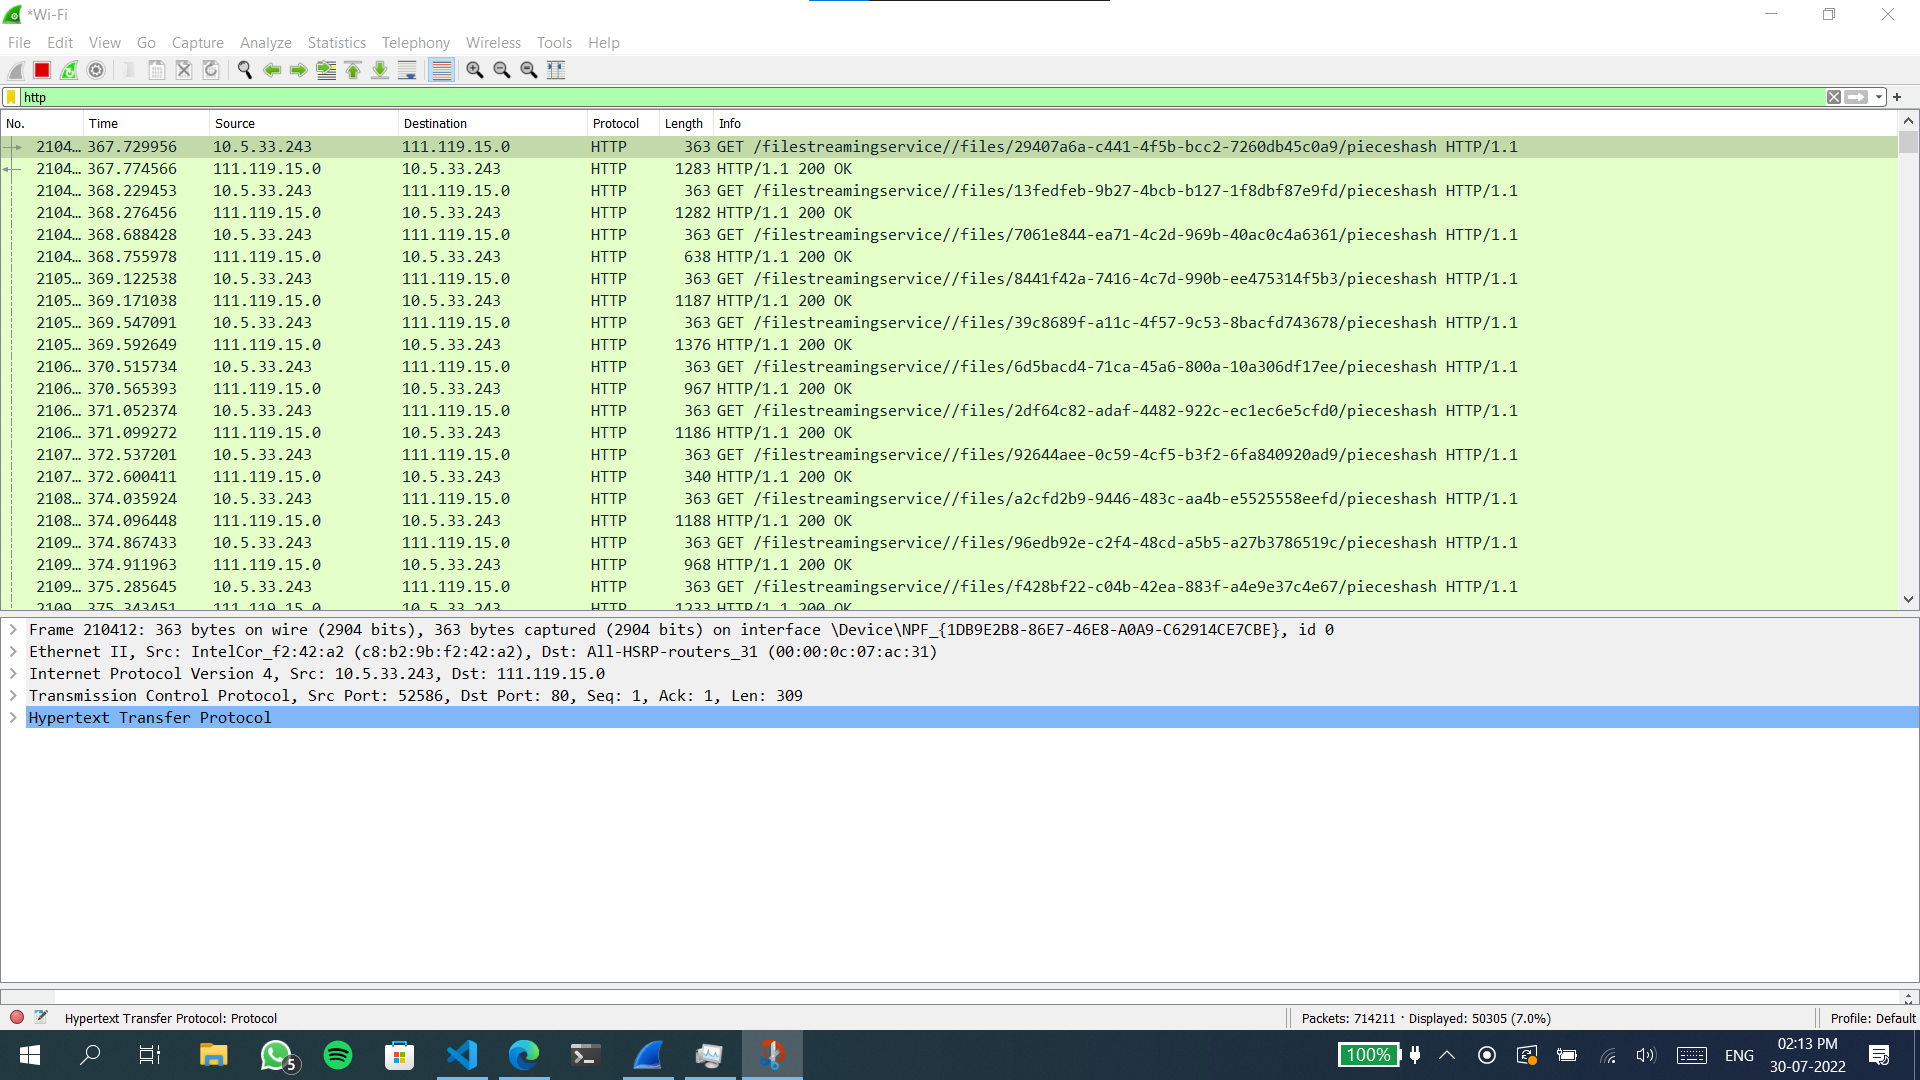 *Wi-Fi
File Edit View Go Capture Analyze Statistics Telephony Wireless Tools Help
http
No. Time Source Destination Protocol Length Info
2104… 367.729956 10.5.33.243 111.119.15.0 HTTP 363 GET /filestreamingservice//files/29407a6a-c441-4f5b-bcc2-7260db45c0a9/pieceshash HTTP/1.1
2104… 367.774566 111.119.15.0 10.5.33.243 HTTP 1283 HTTP/1.1 200 OK
2104… 368.229453 10.5.33.243 111.119.15.0 HTTP 363 GET /filestreamingservice//files/13fedfeb-9b27-4bcb-b127-1f8dbf87e9fd/pieceshash HTTP/1.1
2104… 368.276456 111.119.15.0 10.5.33.243 HTTP 1282 HTTP/1.1 200 OK
2104… 368.688428 10.5.33.243 111.119.15.0 HTTP 363 GET /filestreamingservice//files/7061e844-ea71-4c2d-969b-40ac0c4a6361/pieceshash HTTP/1.1
2104… 368.755978 111.119.15.0 10.5.33.243 HTTP 638 HTTP/1.1 200 OK
2105… 369.122538 10.5.33.243 111.119.15.0 HTTP 363 GET /filestreamingservice//files/8441f42a-7416-4c7d-990b-ee475314f5b3/pieceshash HTTP/1.1
2105… 369.171038 111.119.15.0 10.5.33.243 HTTP 1187 HTTP/1.1 200 OK
2105… 369.547091 10.5.33.243 111.119.15.0 HTTP 363 GET /filestreamingservice//files/39c8689f-a11c-4f57-9c53-8bacfd743678/pieceshash HTTP/1.1
2105… 369.592649 111.119.15.0 10.5.33.243 HTTP 1376 HTTP/1.1 200 OK
2106… 370.515734 10.5.33.243 111.119.15.0 HTTP 363 GET /filestreamingservice//files/6d5bacd4-71ca-45a6-800a-10a306df17ee/pieceshash HTTP/1.1
2106… 370.565393 111.119.15.0 10.5.33.243 HTTP 967 HTTP/1.1 200 OK
2106… 371.052374 10.5.33.243 111.119.15.0 HTTP 363 GET /filestreamingservice//files/2df64c82-adaf-4482-922c-ec1ec6e5cfd0/pieceshash HTTP/1.1
2106… 371.099272 111.119.15.0 10.5.33.243 HTTP 1186 HTTP/1.1 200 OK
2107… 372.537201 10.5.33.243 111.119.15.0 HTTP 363 GET /filestreamingservice//files/92644aee-0c59-4cf5-b3f2-6fa840920ad9/pieceshash HTTP/1.1
2107… 372.600411 111.119.15.0 10.5.33.243 HTTP 340 HTTP/1.1 200 OK
2108… 374.035924 10.5.33.243 111.119.15.0 HTTP 363 GET /filestreamingservice//files/a2cfd2b9-9446-483c-aa4b-e5525558eefd/pieceshash HTTP/1.1
2108… 374.096448 111.119.15.0 10.5.33.243 HTTP 1188 HTTP/1.1 200 OK
2109… 374.867433 10.5.33.243 111.119.15.0 HTTP 363 GET /filestreamingservice//files/96edb92e-c2f4-48cd-a5b5-a27b3786519c/pieceshash HTTP/1.1
2109… 374.911963 111.119.15.0 10.5.33.243 HTTP 968 HTTP/1.1 200 OK
2109… 375.285645 10.5.33.243 111.119.15.0 HTTP 363 GET /filestreamingservice//files/f428bf22-c04b-42ea-883f-a4e9e37c4e67/pieceshash HTTP/1.1
2109… 375.343451 111.119.15.0 10.5.33.243 HTTP 1233 HTTP/1.1 200 OK
Frame 210412: 363 bytes on wire (2904 bits), 363 bytes captured (2904 bits) on interface \Device\NPF_{1DB9E2B8-86E7-46E8-A0A9-C62914CE7CBE}, id 0
Ethernet II, Src: IntelCor_f2:42:a2 (c8:b2:9b:f2:42:a2), Dst: All-HSRP-routers_31 (00:00:0c:07:ac:31)
Internet Protocol Version 4, Src: 10.5.33.243, Dst: 111.119.15.0
Transmission Control Protocol, Src Port: 52586, Dst Port: 80, Seq: 1, Ack: 1, Len: 309
Hypertext Transfer Protocol
Hypertext Transfer Protocol: Protocol Packets: 714211 · Displayed: 50305 (7.0%) Profile: Default
5 100% ENG 02:13 PM
30-07-2022